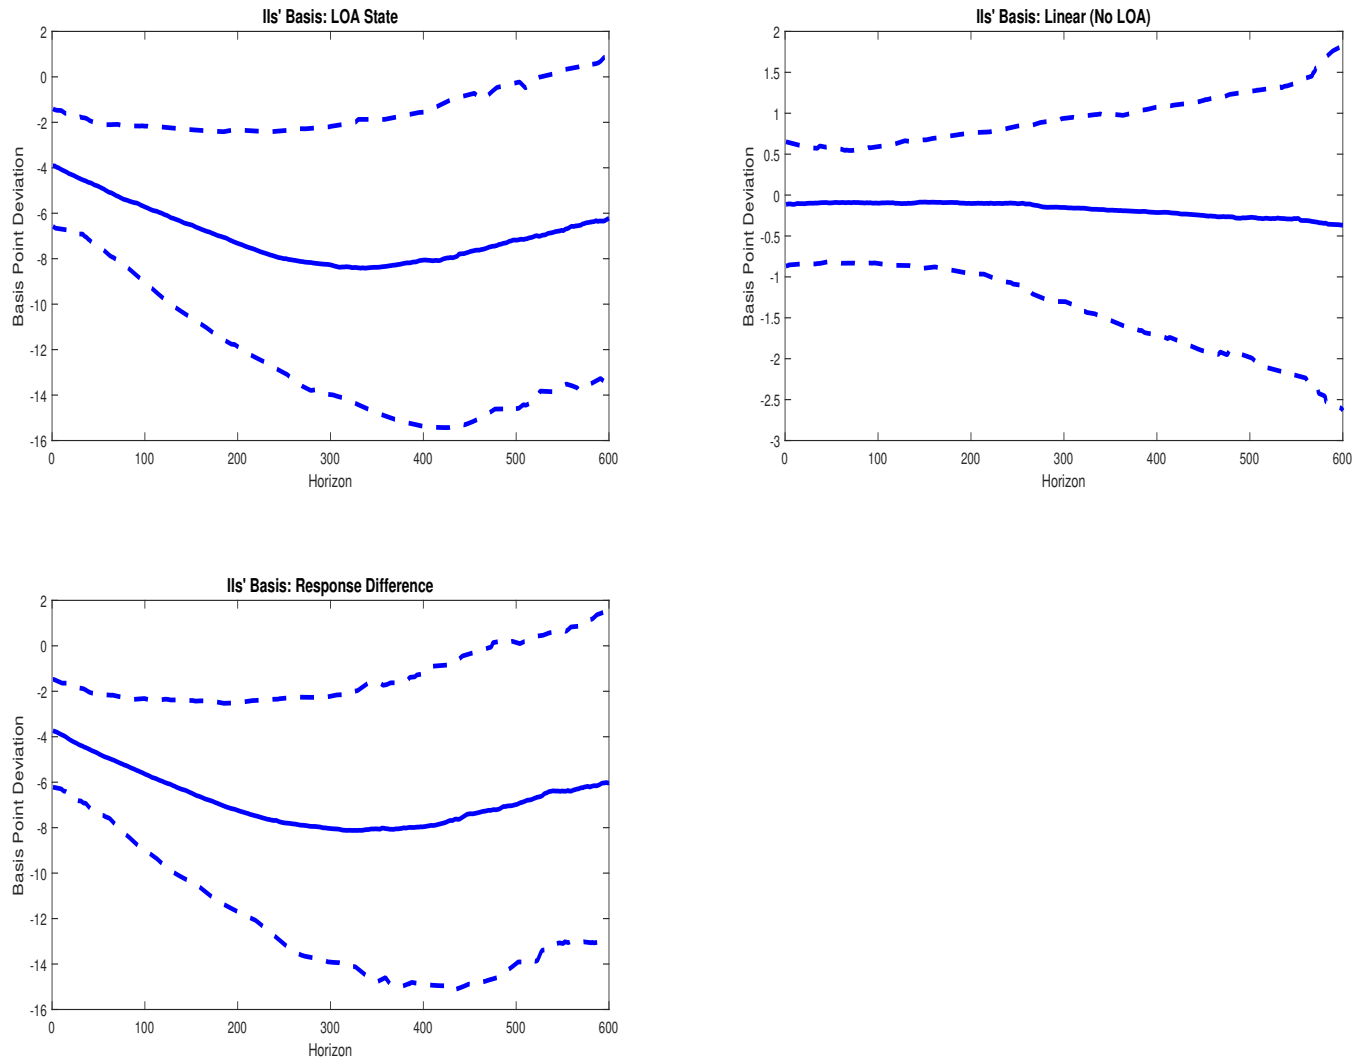 IIs' Basis: LOA State
2
0
-2
-4
-6
-8
-10
-12
-14
-16
Basis Point Deviation
0 100 200 300 400 500 600
Horizon
IIs' Basis: Linear (No LOA)
2
1.5
1
0.5
0
-0.5
-1
-1.5
-2
-2.5
-3
Basis Point Deviation
0 100 200 300 400 500 600
Horizon
IIs' Basis: Response Difference
2
0
-2
-4
-6
-8
-10
-12
-14
-16
Basis Point Deviation
0 100 200 300 400 500 600
Horizon